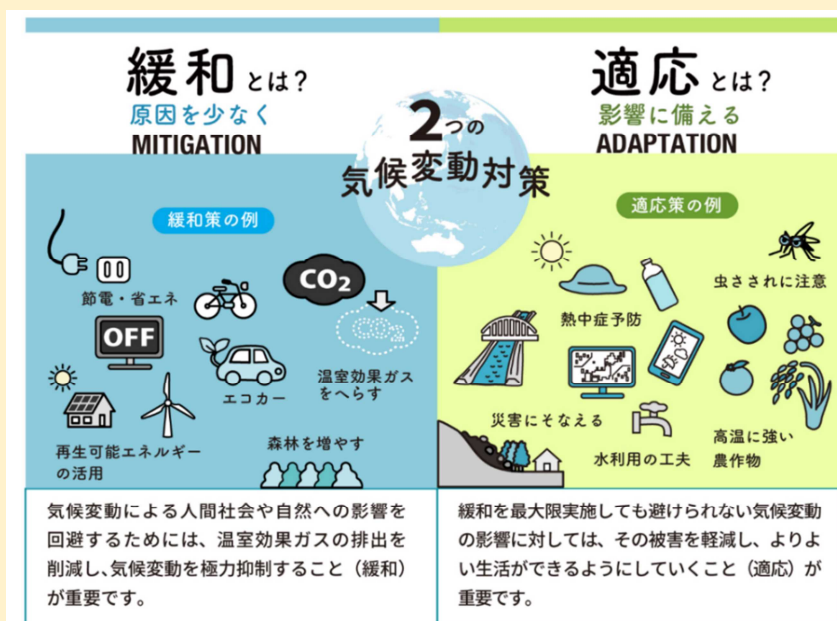 緩和とは?
原因を少なく
MITIGATION
2つの
気候変動対策
適応とは?
影響に備える
ADAPTATION
緩和策の例
節電・省エネ
OFF
CO2
CO2
温室効果ガス
をへらす
エコカー
再生可能エネルギー
の活用
森林を増やす
適応策の例
虫さされに注意
熱中症予防
災害にそなえる
水利用の工夫
高温に強い
農作物
気候変動による人間社会や自然への影響を
回避するためには、温室効果ガスの排出を
削減し、気候変動を極力抑制すること（緩和）
が重要です。
緩和を最大限実施しても避けられない気候変動
の影響に対しては、その被害を軽減し、よりよ
い生活ができるようにしていくこと（適応）が
重要です。